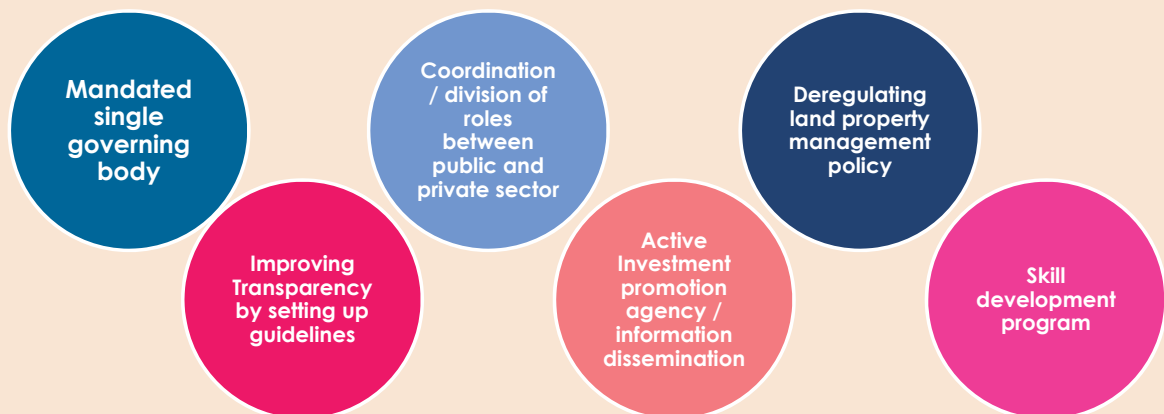 Mandated
single
governing
body
Improving
Transparency
by setting up
guidelines
Coordination
/ division of
roles
between
public and
private sector
Active
Investment
promotion
agency /
information
dissemination
Deregulating
land property
management
policy
Skill
development
program